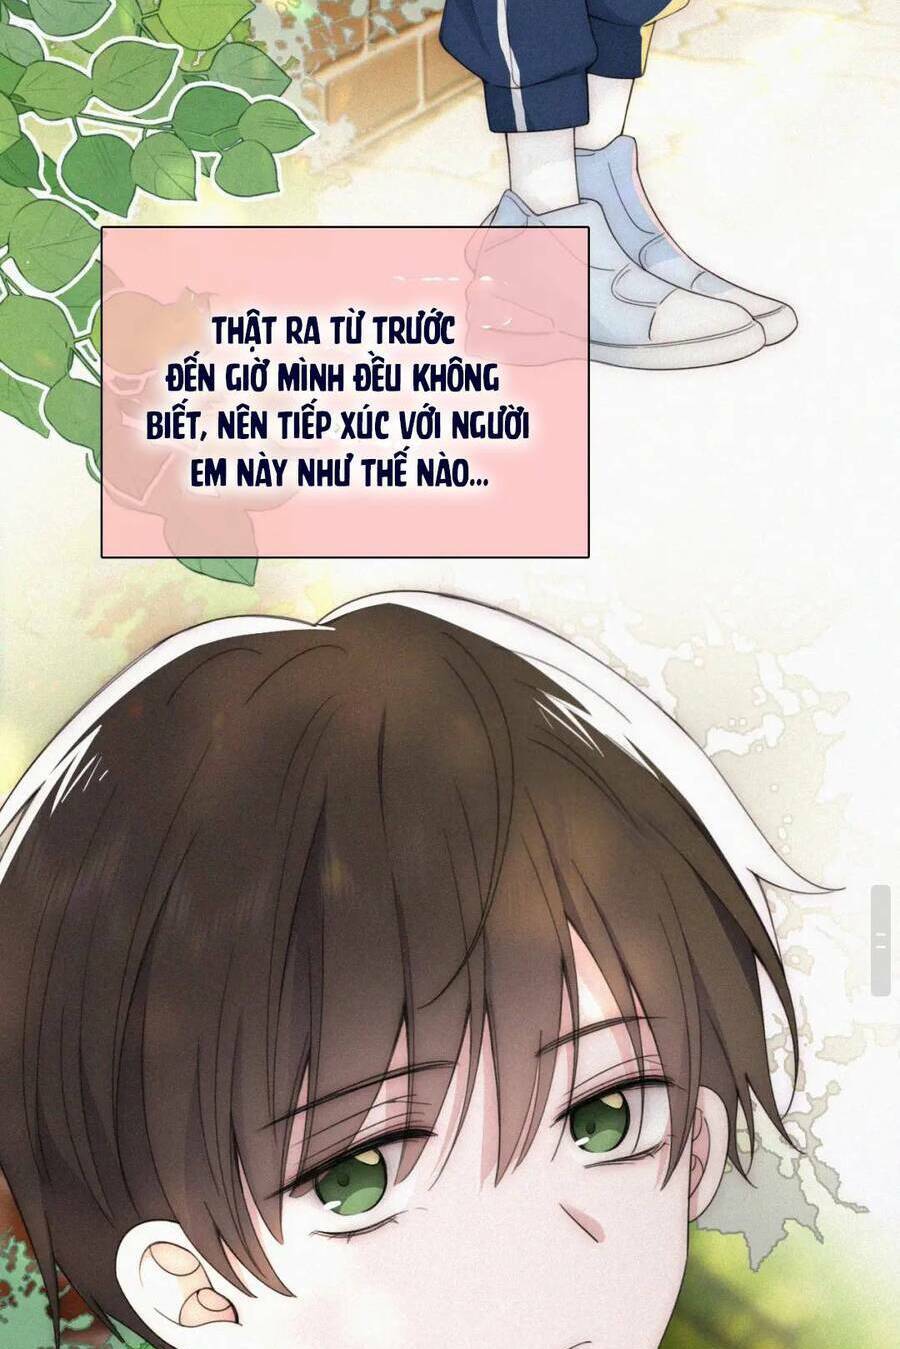 THẬT RA TỪ TRƯỚC
ĐẾN GIỜ MÌNH ĐỀU KHÔNG
BIẾT, NÊN TIẾP XÚC VỚI NGƯỜI
EM NÀY NHƯ THẾ NÀO...